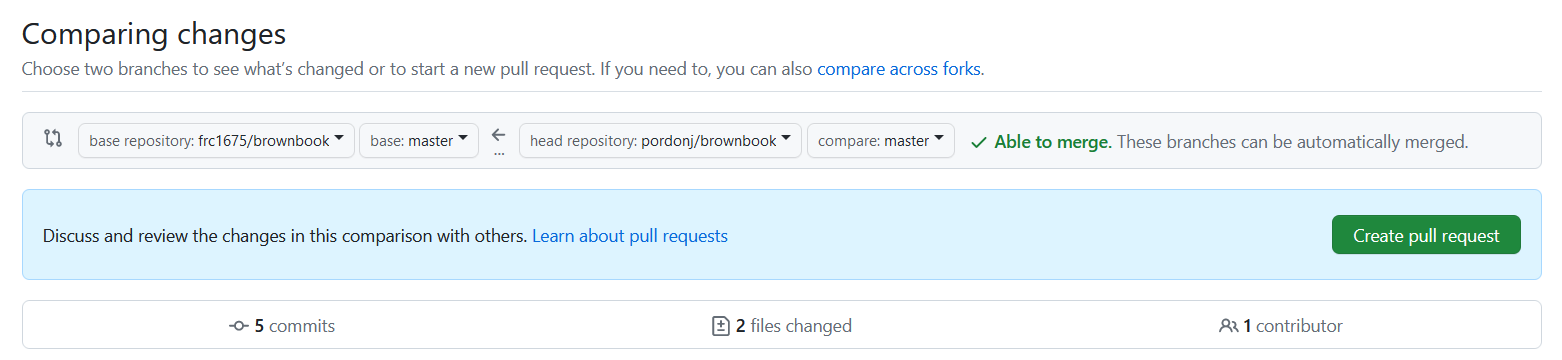 Comparing changes
Choose two branches to see what’s changed or to start a new pull request. If you need to, you can also compare across forks.
base repository: frc1675/brownbook base: master ... head repository: pordonj/brownbook compare: master Able to merge. These branches can be automatically merged.
Discuss and review the changes in this comparison with others. Learn about pull requests Create pull request
5 commits 2 files changed 1 contributor